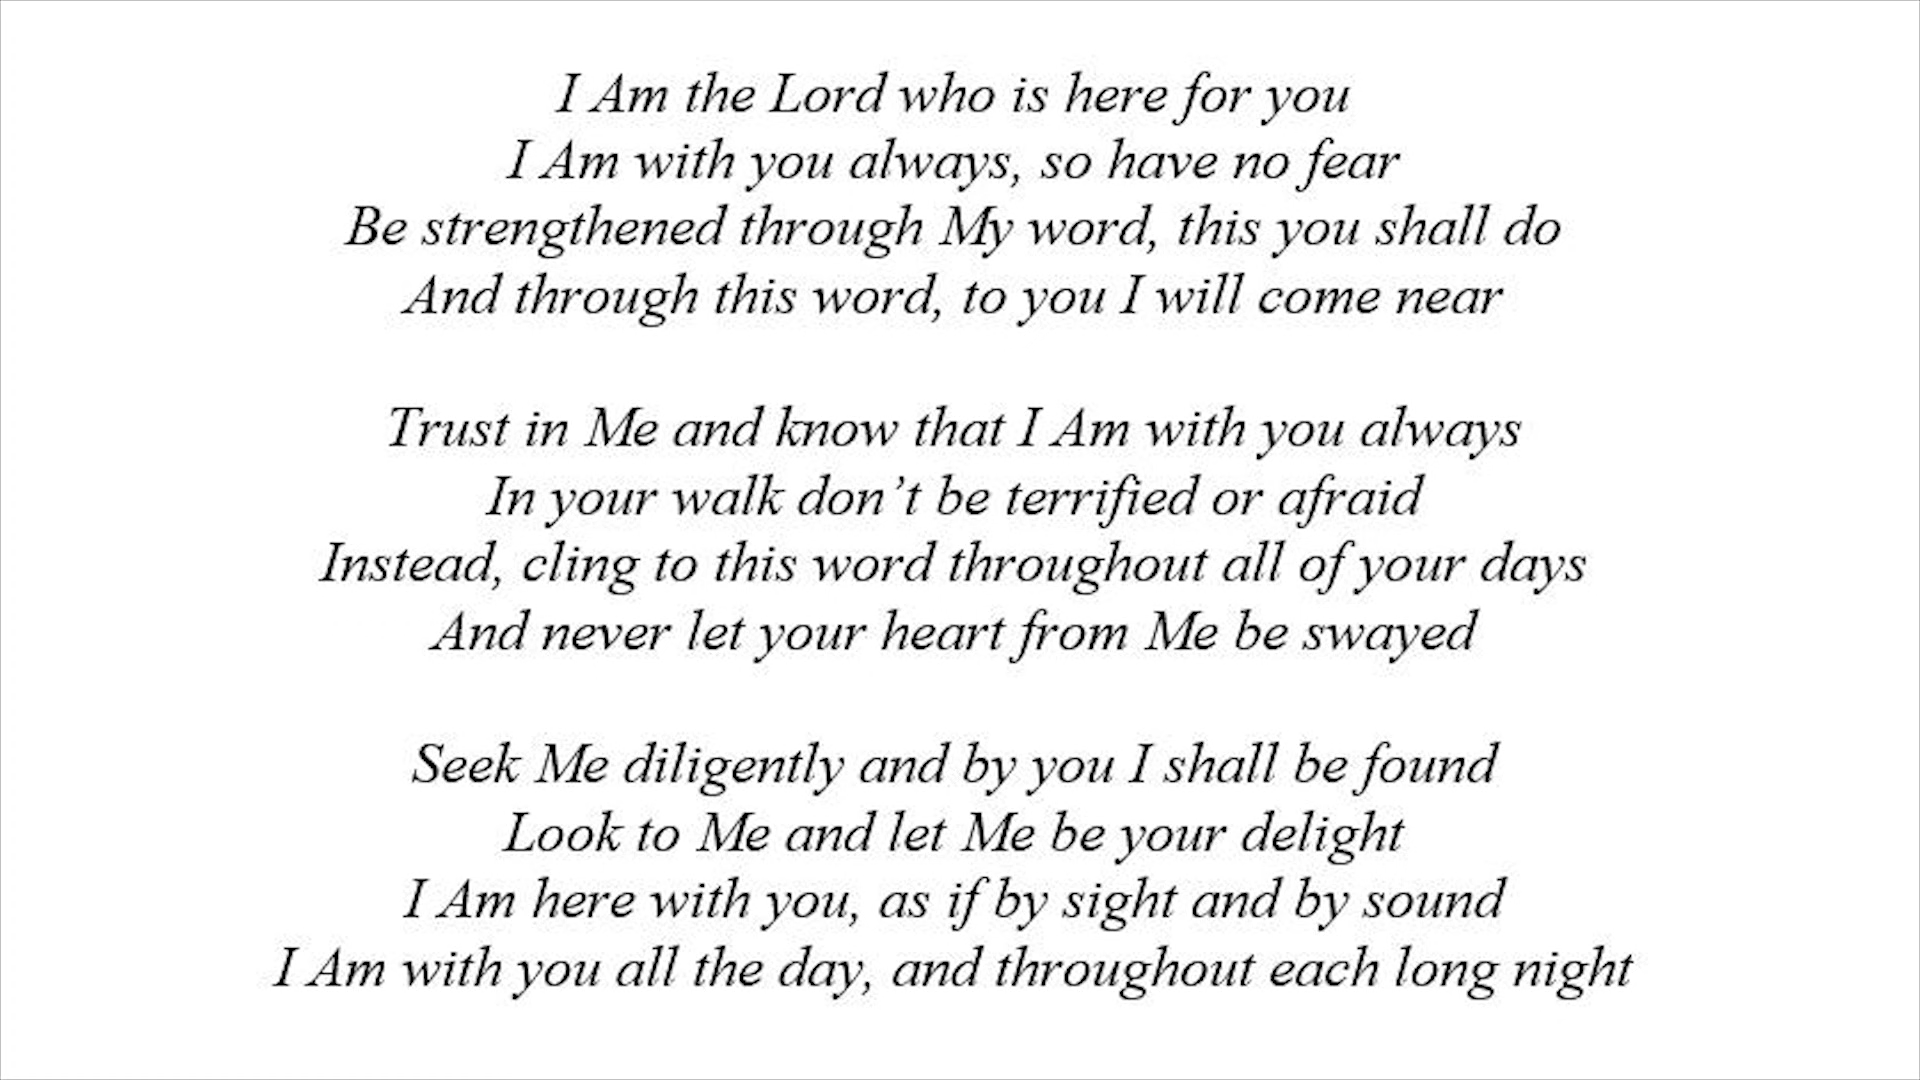 I Am the Lord who is here for you
I Am with you always, so have no fear
Be strengthened through My word, this you shall do
And through this word, to you I will come near
Trust in Me and know that I Am with you always
In your walk don’t be terrified or afraid
Instead, cling to this word throughout all of your days
And never let your heart from Me be swayed
Seek Me diligently and by you I shall be found
Look to Me and let Me be your delight
I Am here with you, as if by sight and by sound
I Am with you all the day, and throughout each long night